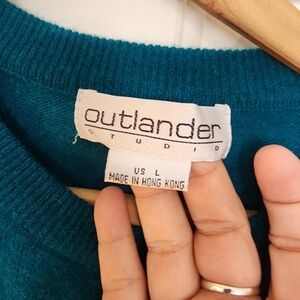 outlander
STUDIO
US L
MADE IN HONG KONG